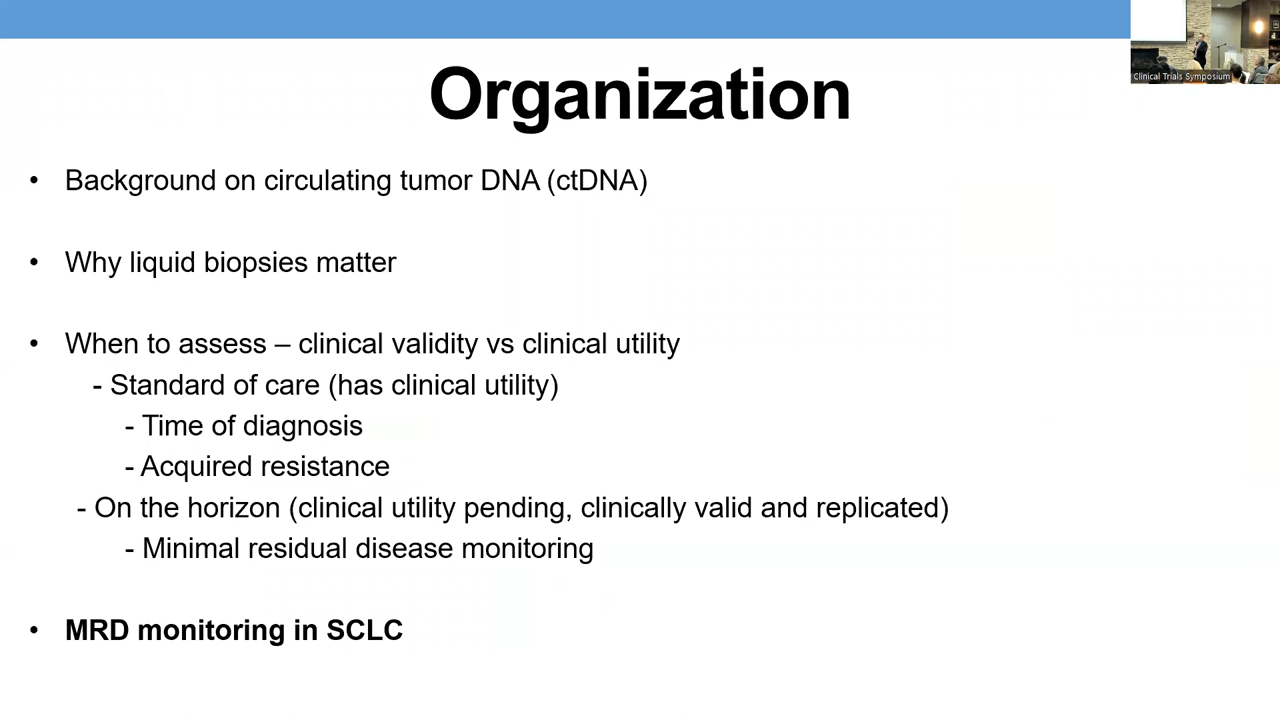 Clinical Trials Symposium
Organization
• Background on circulating tumor DNA (ctDNA)
• Why liquid biopsies matter
• When to assess – clinical validity vs clinical utility
- Standard of care (has clinical utility)
- Time of diagnosis
- Acquired resistance
- On the horizon (clinical utility pending, clinically valid and replicated)
- Minimal residual disease monitoring
• MRD monitoring in SCLC